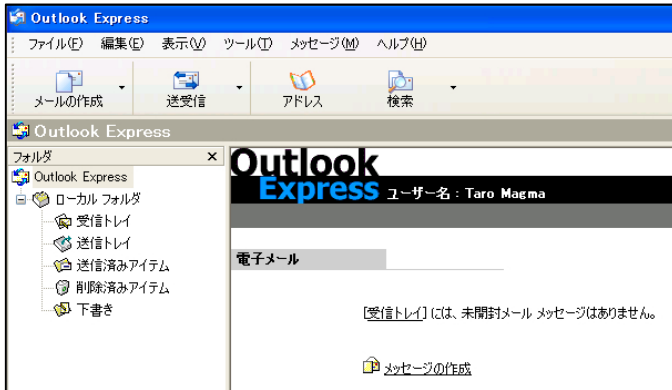 Outlook Express
ファイル(F) 編集(E) 表示(V) ツール(T) メッセージ(M) ヘルプ(H)
メールの作成 送受信 アドレス 検索
Outlook Express
フォルダ ×
Outlook Express
ローカル フォルダ
受信トレイ
送信トレイ
送信済みアイテム
削除済みアイテム
下書き
Outlook
Express ユーザー名 : Taro Magma
電子メール
[受信トレイ] には、未開封メール メッセージはありません。
メッセージの作成